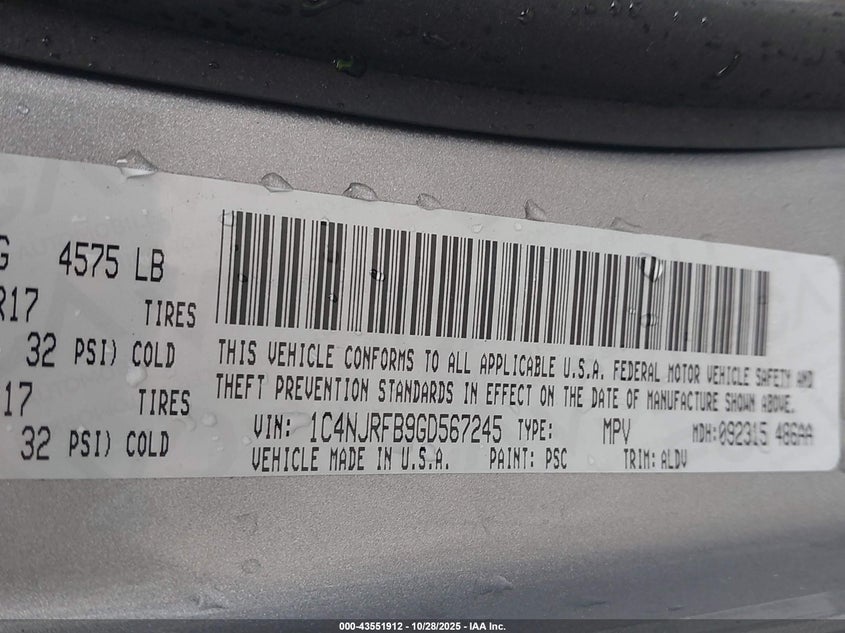 G 4575 LB
R17 TIRES
32 PSI) COLD
17 TIRES
32 PSI) COLD
THIS VEHICLE CONFORMS TO ALL APPLICABLE U.S.A. FEDERAL MOTOR VEHICLE SAFETY AND
THEFT PREVENTION STANDARDS IN EFFECT ON THE DATE OF MANUFACTURE SHOWN ABOVE.
VIN: 1C4NJRFB9GD567245 TYPE: MPV MDH:092315 486AA
VEHICLE MADE IN U.S.A. PAINT: PSC TRIM: ALDV
000-43551912 - 10/28/2025 - IAA Inc.